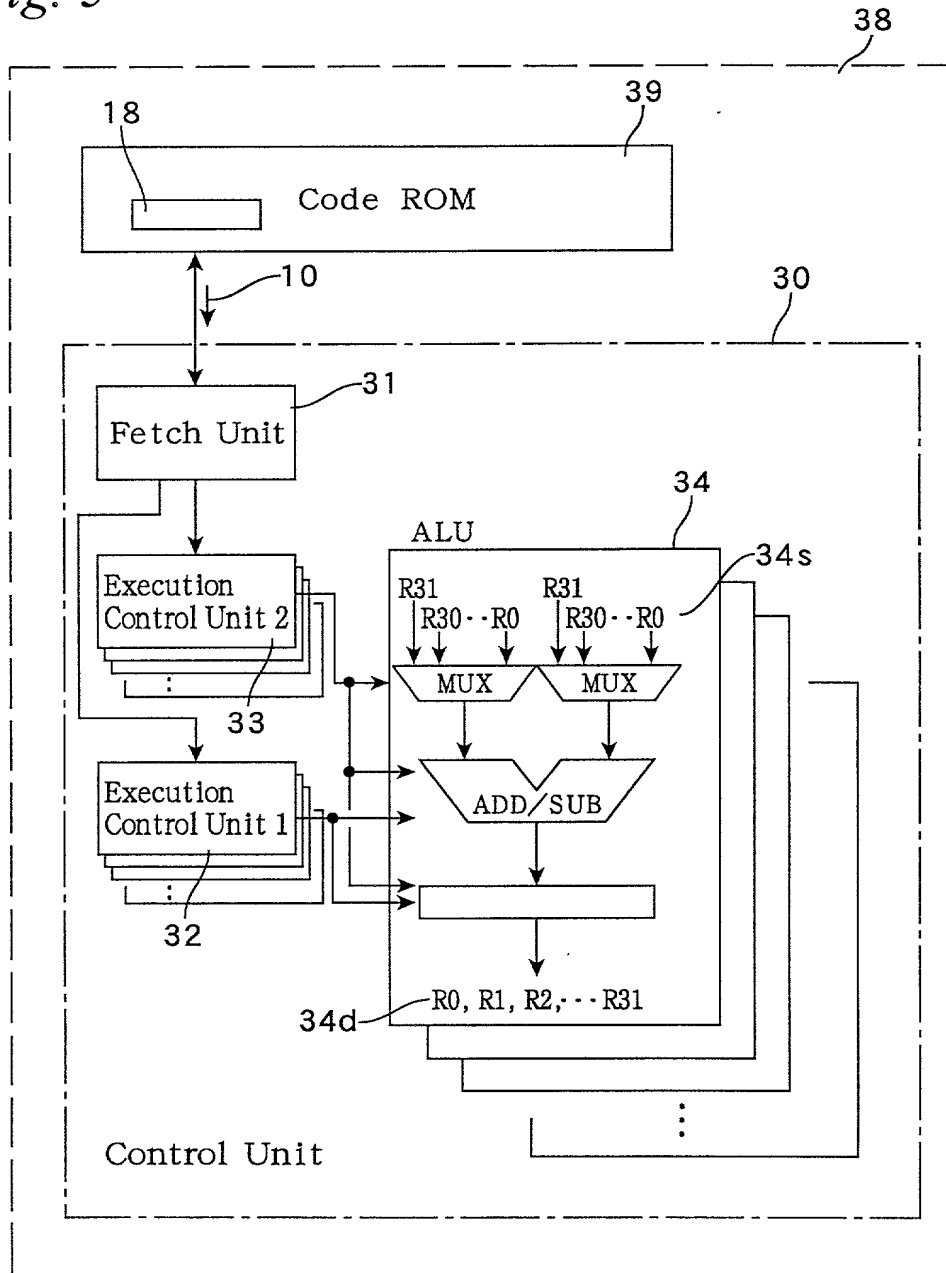 38
39
18
Code ROM
10
30
31
Fetch Unit
34
ALU
34s
Execution
Control Unit 2
R31
R31
R30··R0
R30··R0
MUX
MUX
33
Execution
Control Unit 1
ADD/SUB
32
R0, R1, R2,··· R31
34d
Control Unit